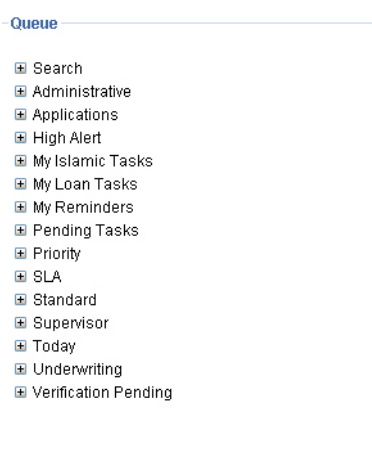 Queue
Search
Administrative
Applications
High Alert
My Islamic Tasks
My Loan Tasks
My Reminders
Pending Tasks
Priority
SLA
Standard
Supervisor
Today
Underwriting
Verification Pending